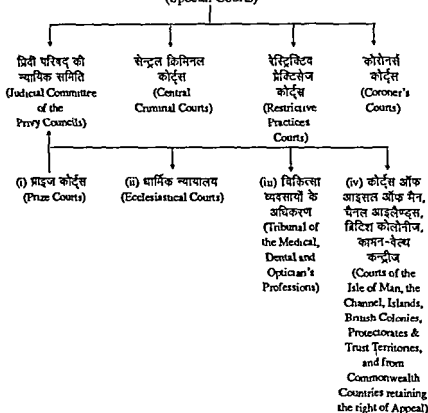 (Special Courts)
प्रिवी परिषद् की
न्यायिक समिति
(Judicial Committee
of the
Privy Councils)
सेन्ट्रल क्रिमिनल
कोर्ट्स
(Central
Criminal Courts)
रेस्ट्रिक्टिव
प्रैक्टिसेज
कोर्ट्स
(Restrictive
Practices
Courts)
कोरोनर्स
कोर्ट्स
(Coroner's
Courts)
(i) प्राइज कोर्ट्स
(Prize Courts)
(ii) धार्मिक न्यायालय
(Ecclesiastical Courts)
(iii) चिकित्सा
व्यवसायों के
अधिकरण
(Tribunal of
the Medical,
Dental and
Optician's
Professions)
(iv) कोर्ट्स ऑफ
आइसल ऑफ मैन,
चैनल आइलैण्ड्स,
ब्रिटिश कोलोनीज,
कामन-वेल्थ
कन्ट्रीज
(Courts of the
Isle of Man, the
Channel, Islands,
British Colonies,
Protectorates &
Trust Territories,
and from
Commonwealth
Countries retaining
the right of Appeal)